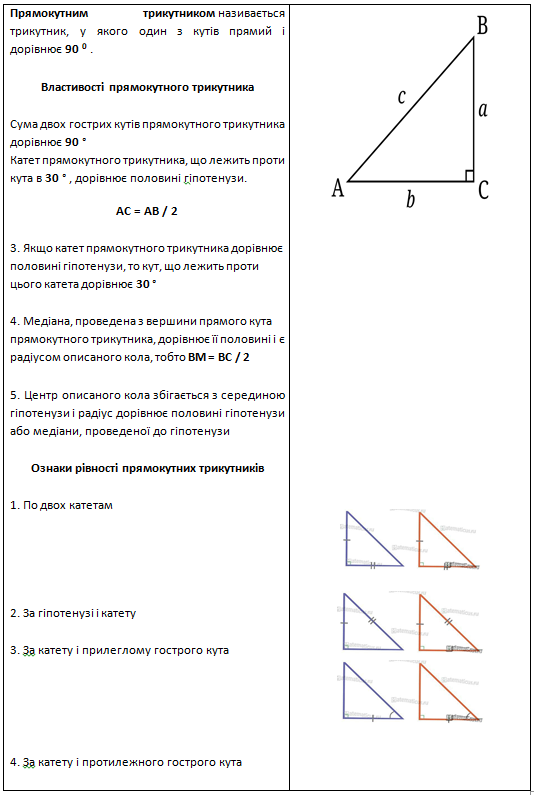 Прямокутним трикутником називається
трикутник, у якого один з кутів прямий і
дорівнює 90 ⁰ .
Властивості прямокутного трикутника
Сума двох гострих кутів прямокутного трикутника
дорівнює 90 °
Катет прямокутного трикутника, що лежить проти
кута в 30 ° , дорівнює половині гіпотенузи.
AC = AB / 2
3. Якщо катет прямокутного трикутника дорівнює
половині гіпотенузи, то кут, що лежить проти
цього катета дорівнює 30 °
4. Медіана, проведена з вершини прямого кута
прямокутного трикутника, дорівнює її половині і є
радіусом описаного кола, тобто BM = BC / 2
5. Центр описаного кола збігається з серединою
гіпотенузи і радіус дорівнює половині гіпотенузи
або медіани, проведеної до гіпотенузи
Ознаки рівності прямокутних трикутників
1. По двох катетам
2. За гіпотенузі і катету
3. За катету і прилеглому гострого кута
4. За катету і протилежного гострого кута
B
c
a
A
b
C